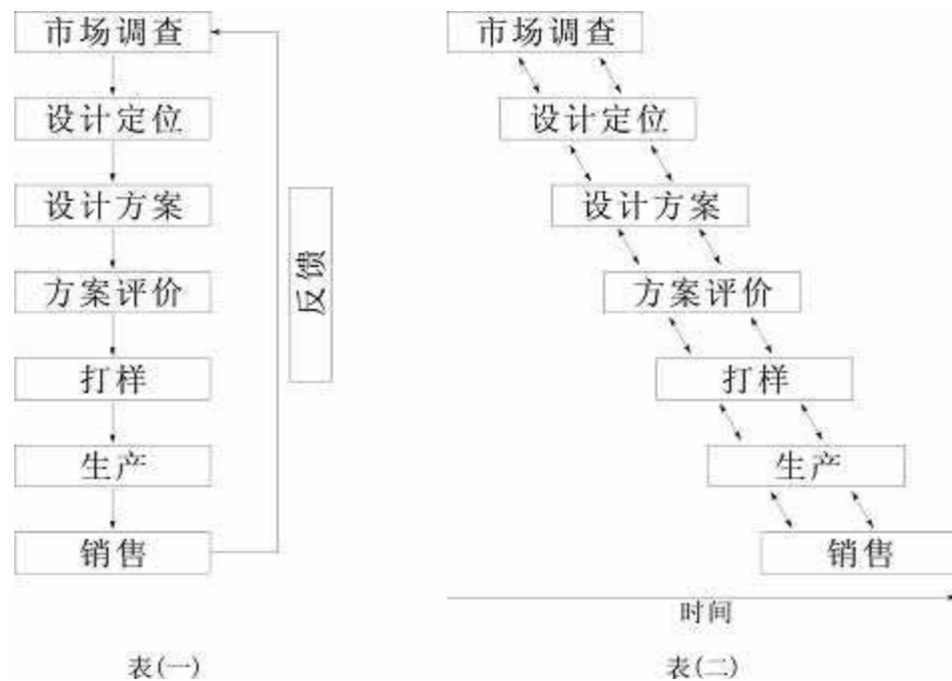 市场调查
设计定位
设计方案
方案评价
打样
生产
销售
反馈
表(一)
市场调查
设计定位
设计方案
方案评价
打样
生产
销售
时间
表(二)